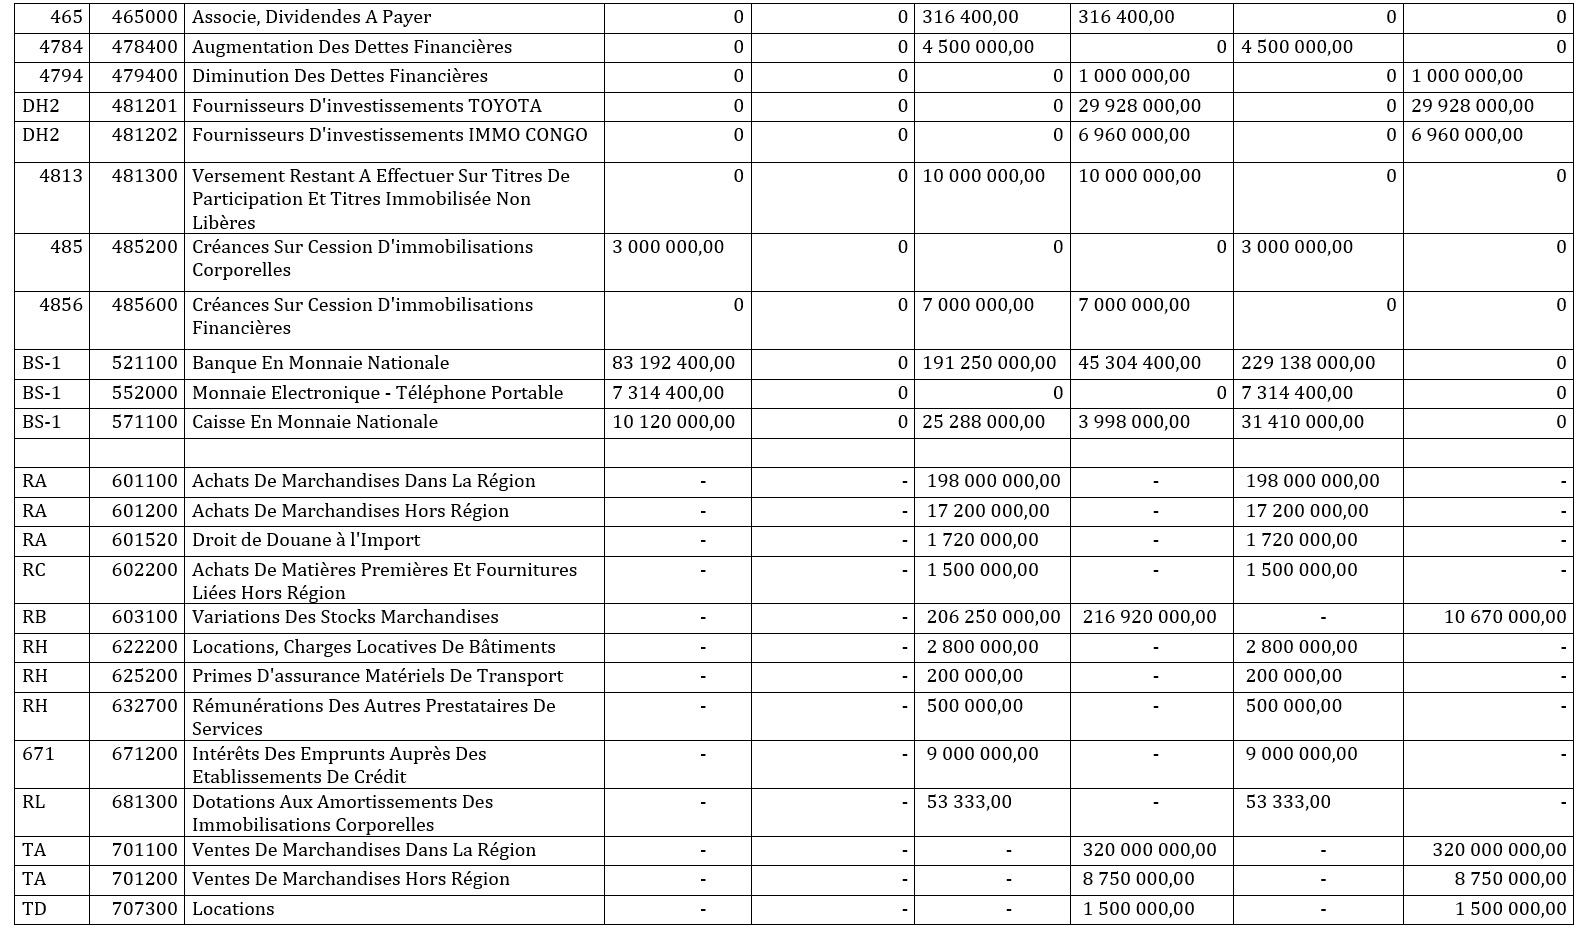 465 465000 Associe, Dividendes A Payer 0 0 316 400,00 316 400,00 0 0
4784 478400 Augmentation Des Dettes Financières 0 0 4 500 000,00 0 4 500 000,00 0
4794 479400 Diminution Des Dettes Financières 0 0 0 1 000 000,00 0 1 000 000,00
DH2 481201 Fournisseurs D'investissements TOYOTA 0 0 0 29 928 000,00 0 29 928 000,00
DH2 481202 Fournisseurs D'investissements IMMO CONGO 0 0 0 6 960 000,00 0 6 960 000,00
4813 481300 Versement Restant A Effectuer Sur Titres De 0 0 10 000 000,00 10 000 000,00 0 0
Participation Et Titres Immobilisée Non
Libères
485 485200 Créances Sur Cession D'immobilisations 3 000 000,00 0 0 0 3 000 000,00 0
Corporelles
4856 485600 Créances Sur Cession D'immobilisations 0 0 7 000 000,00 7 000 000,00 0 0
Financières
BS-1 521100 Banque En Monnaie Nationale 83 192 400,00 0 191 250 000,00 45 304 400,00 229 138 000,00 0
BS-1 552000 Monnaie Electronique - Téléphone Portable 7 314 400,00 0 0 0 7 314 400,00 0
BS-1 571100 Caisse En Monnaie Nationale 10 120 000,00 0 25 288 000,00 3 998 000,00 31 410 000,00 0
RA 601100 Achats De Marchandises Dans La Région - - 198 000 000,00 - 198 000 000,00 -
RA 601200 Achats De Marchandises Hors Région - - 17 200 000,00 - 17 200 000,00 -
RA 601520 Droit de Douane à l'Import - - 1 720 000,00 - 1 720 000,00 -
RC 602200 Achats De Matières Premières Et Fournitures - - 1 500 000,00 - 1 500 000,00 -
Liées Hors Région
RB 603100 Variations Des Stocks Marchandises - - 206 250 000,00 216 920 000,00 - 10 670 000,00
RH 622200 Locations, Charges Locatives De Bâtiments - - 2 800 000,00 - 2 800 000,00 -
RH 625200 Primes D'assurance Matériels De Transport - - 200 000,00 - 200 000,00 -
RH 632700 Rémunérations Des Autres Prestataires De - - 500 000,00 - 500 000,00 -
Services
671 671200 Intérêts Des Emprunts Auprès Des - - 9 000 000,00 - 9 000 000,00 -
Etablissements De Crédit
RL 681300 Dotations Aux Amortissements Des - - 53 333,00 - 53 333,00 -
Immobilisations Corporelles
TA 701100 Ventes De Marchandises Dans La Région - - - 320 000 000,00 - 320 000 000,00
TA 701200 Ventes De Marchandises Hors Région - - - 8 750 000,00 - 8 750 000,00
TD 707300 Locations - - - 1 500 000,00 - 1 500 000,00